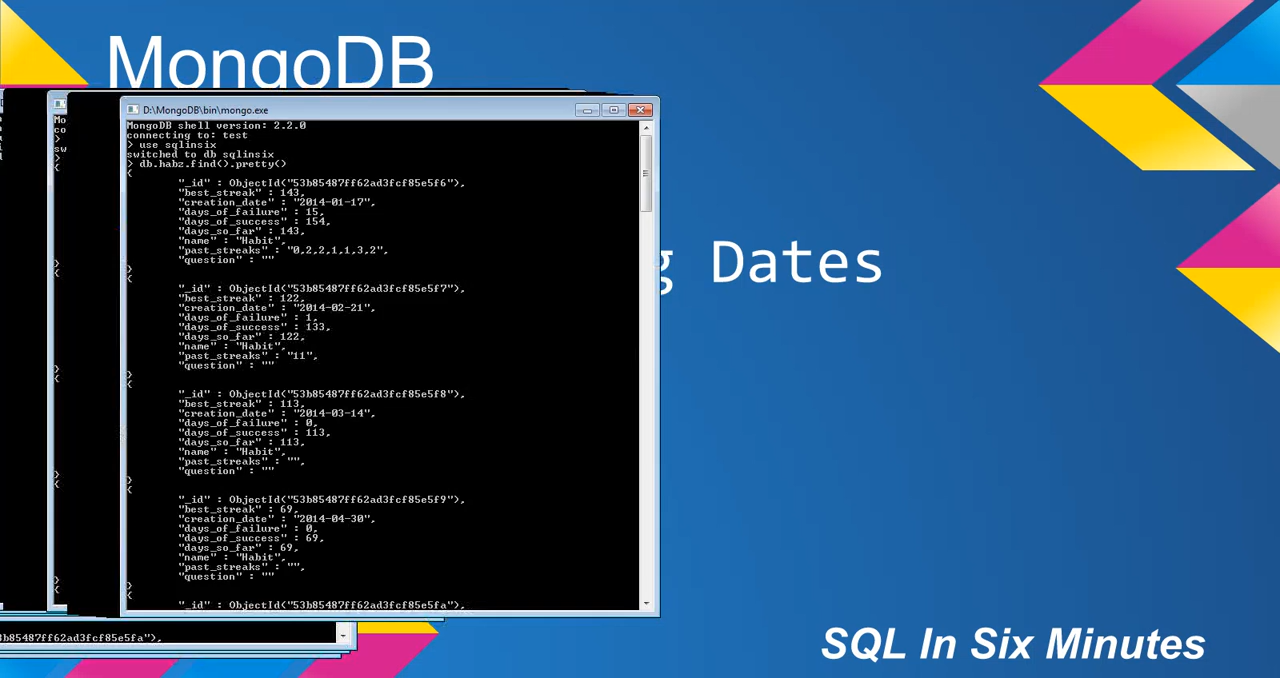 MongoDB
D:\MongoDB\bin\mongo.exe
MongoDB shell version: 2.2.0
connecting to: test
> use sqlinsix
switched to db sqlinsix
> db.habz.find().pretty()
{
"_id" : ObjectId("53b85487ff62ad3fcf85e5f6"),
"best_streak" : 143,
"creation_date" : "2014-01-17",
"days_of_failure" : 15,
"days_of_success" : 154,
"days_so_far" : 143,
"name" : "Habit",
"past_streaks" : "0,2,2,1,1,3,2",
"question" : ""
}
{
"_id" : ObjectId("53b85487ff62ad3fcf85e5f7"),
"best_streak" : 122,
"creation_date" : "2014-02-21",
"days_of_failure" : 1,
"days_of_success" : 133,
"days_so_far" : 122,
"name" : "Habit",
"past_streaks" : "11",
"question" : ""
}
{
"_id" : ObjectId("53b85487ff62ad3fcf85e5f8"),
"best_streak" : 113,
"creation_date" : "2014-03-14",
"days_of_failure" : 0,
"days_of_success" : 113,
"days_so_far" : 113,
"name" : "Habit",
"past_streaks" : "",
"question" : ""
}
{
"_id" : ObjectId("53b85487ff62ad3fcf85e5f9"),
"best_streak" : 69,
"creation_date" : "2014-04-30",
"days_of_failure" : 0,
"days_of_success" : 69,
"days_so_far" : 69,
"name" : "Habit",
"past_streaks" : "",
"question" : ""
}
{
"_id" : ObjectId("53b85487ff62ad3fcf85e5fa"),
g Dates
3b85487ff62ad3fcf85e5fa"),
SQL In Six Minutes